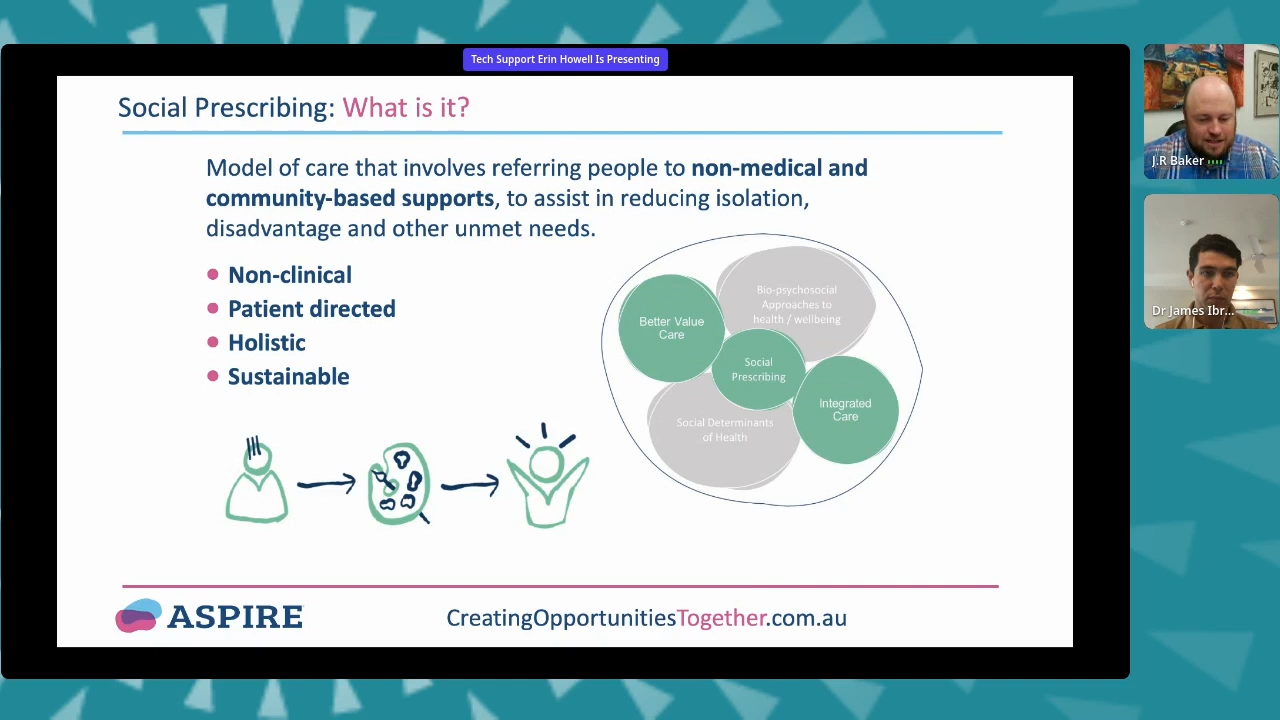 Tech Support Erin Howell Is Presenting
Social Prescribing: What is it?
Model of care that involves referring people to non-medical and
community-based supports, to assist in reducing isolation,
disadvantage and other unmet needs.
Non-clinical
Patient directed
Holistic
Sustainable
Bio-psychosocial
Approaches to
health / wellbeing
Better Value
Care
Social
Prescribing
Integrated
Care
Social Determinants
of Health
ASPIRE
CreatingOpportunitiesTogether.com.au
J.R Baker
Dr James Ibr...